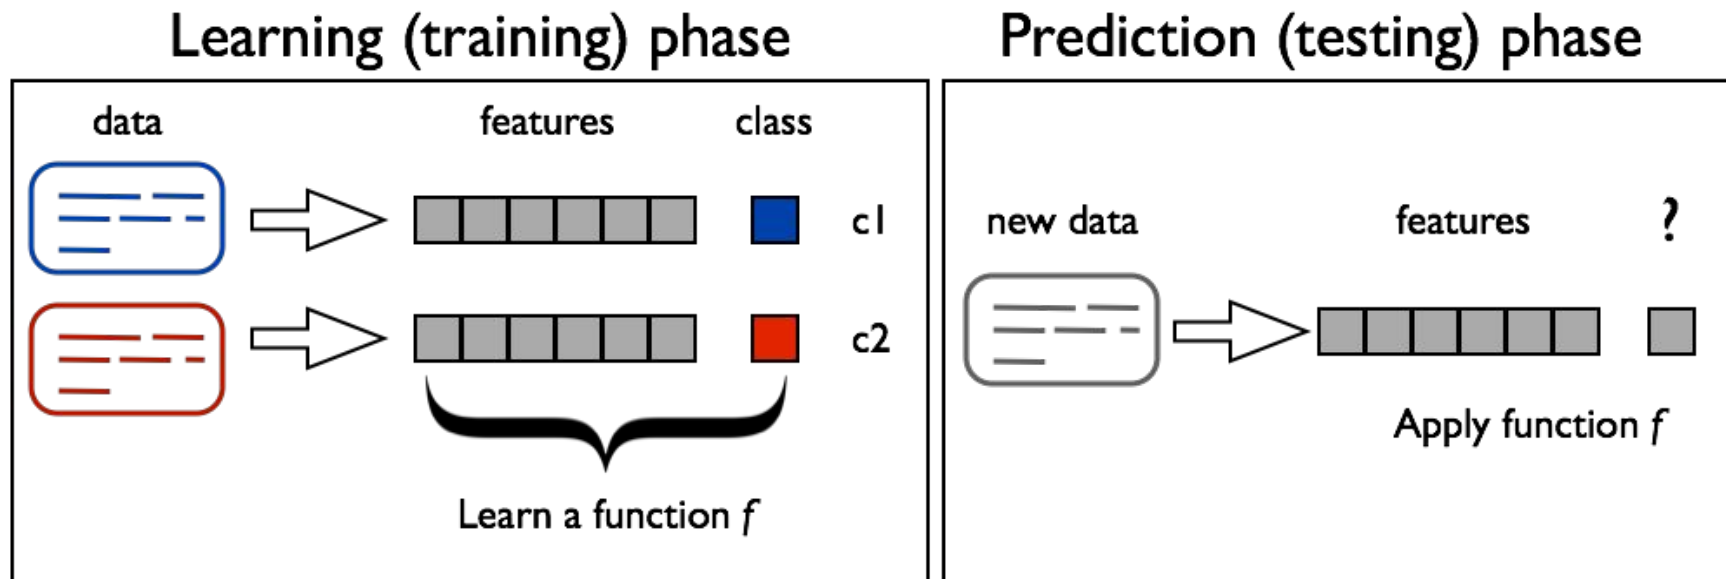 Learning (training) phase
data features class
c1
c2
Learn a function f
Prediction (testing) phase
new data features ?
Apply function f